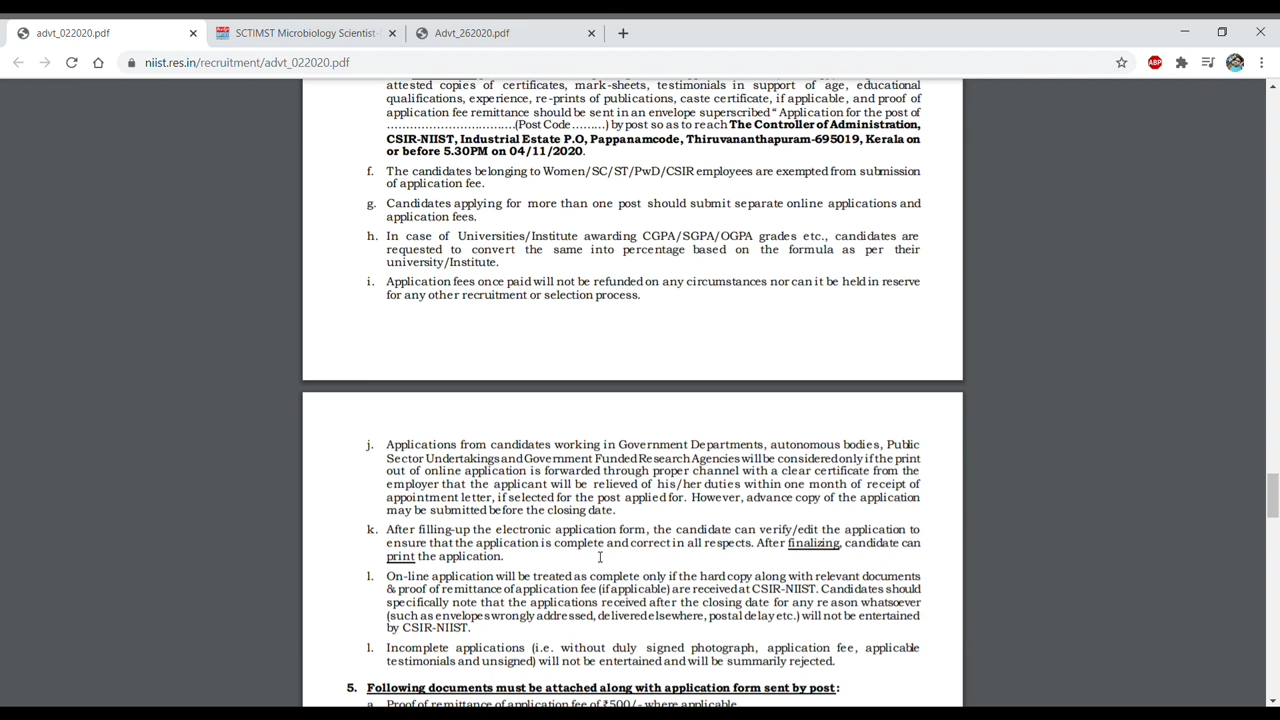 advt_022020.pdf
SCTIMST Microbiology Scientist-
Advt_262020.pdf
niist.res.in/recruitment/advt_022020.pdf
ABP
attested copies of certificates, mark-sheets, testimonials in support of age, educational
qualifications, experience, re-prints of publications, caste certificate, if applicable, and proof of
application fee remittance should be sent in an envelope superscribed “ Application for the post of
................................(Post Code.........) by post so as to reach The Controller of Administration,
CSIR-NIIST, Industrial Estate P.O, Pappanamcode, Thiruvananthapuram-695019, Kerala on
or before 5.30PM on 04/11/2020.
f. The candidates belonging to Women/SC/ST/PwD/CSIR employees are exempted from submission
of application fee.
g. Candidates applying for more than one post should submit separate online applications and
application fees.
h. In case of Universities/Institute awarding CGPA/SGPA/OGPA grades etc., candidates are
requested to convert the same into percentage based on the formula as per their
university/Institute.
i. Application fees once paid will not be refunded on any circumstances nor can it be held in reserve
for any other recruitment or selection process.
j. Applications from candidates working in Government Departments, autonomous bodies, Public
Sector Undertakings and Government Funded Research Agencies will be considered only if the print
out of online application is forwarded through proper channel with a clear certificate from the
employer that the applicant will be relieved of his/her duties within one month of receipt of
appointment letter, if selected for the post applied for. However, advance copy of the application
may be submitted before the closing date.
k. After filling-up the electronic application form, the candidate can verify/edit the application to
ensure that the application is complete and correct in all respects. After finalizing, candidate can
print the application.
l. On-line application will be treated as complete only if the hard copy along with relevant documents
& proof of remittance of application fee (if applicable) are received at CSIR-NIIST. Candidates should
specifically note that the applications received after the closing date for any reason whatsoever
(such as envelopes wrongly addressed, delivered elsewhere, postal delay etc.) will not be entertained
by CSIR-NIIST.
l. Incomplete applications (i.e. without duly signed photograph, application fee, applicable
testimonials and unsigned) will not be entertained and will be summarily rejected.
5. Following documents must be attached along with application form sent by post:
a. Proof of remittance of application fee of ₹500/- where applicable